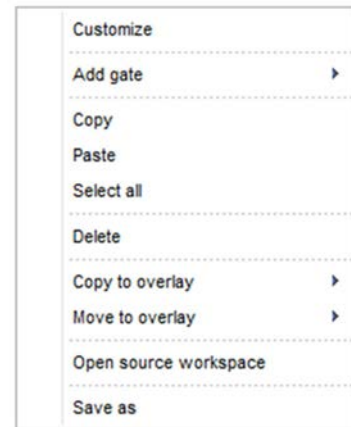 Customize
Add gate
Copy
Paste
Select all
Delete
Copy to overlay
Move to overlay
Open source workspace
Save as